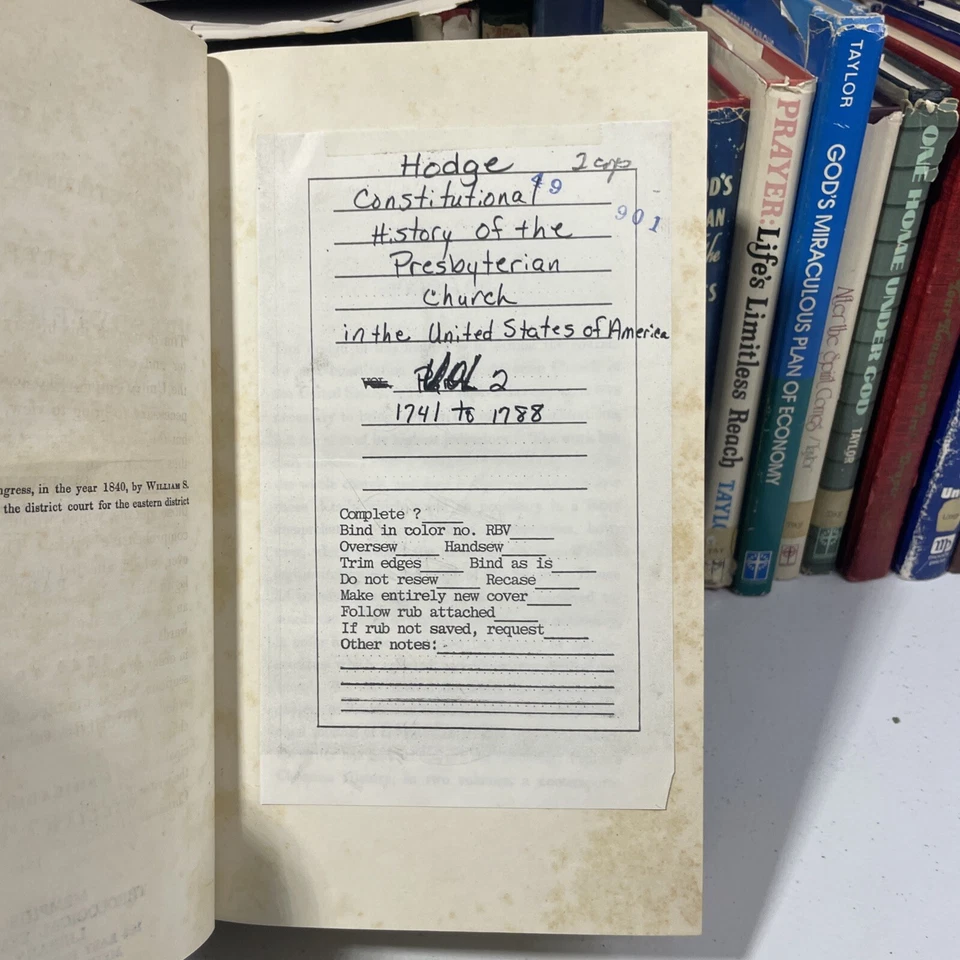 ngress, in the year 1840, by WILLIAM S.
the district court for the eastern district
Hodge
Constitutional
49
901
History of the
Presbyterian
Church
in the United States of America
Vol 2
1741 to 1788
Complete ?
Bind in color no. RBV
Oversew Handsew
Trim edges Bind as is
Do not resew Recase
Make entirely new cover
Follow rub attached
If rub not saved, request
Other notes:
PRAYER: Life's Limitless Reach TAYL
TAYLOR GOD'S MIRACULOUS PLAN OF ECONOMY
After the Spirit Comes / Taylor
ONE HOME UNDER GOD TAYLOR
Un